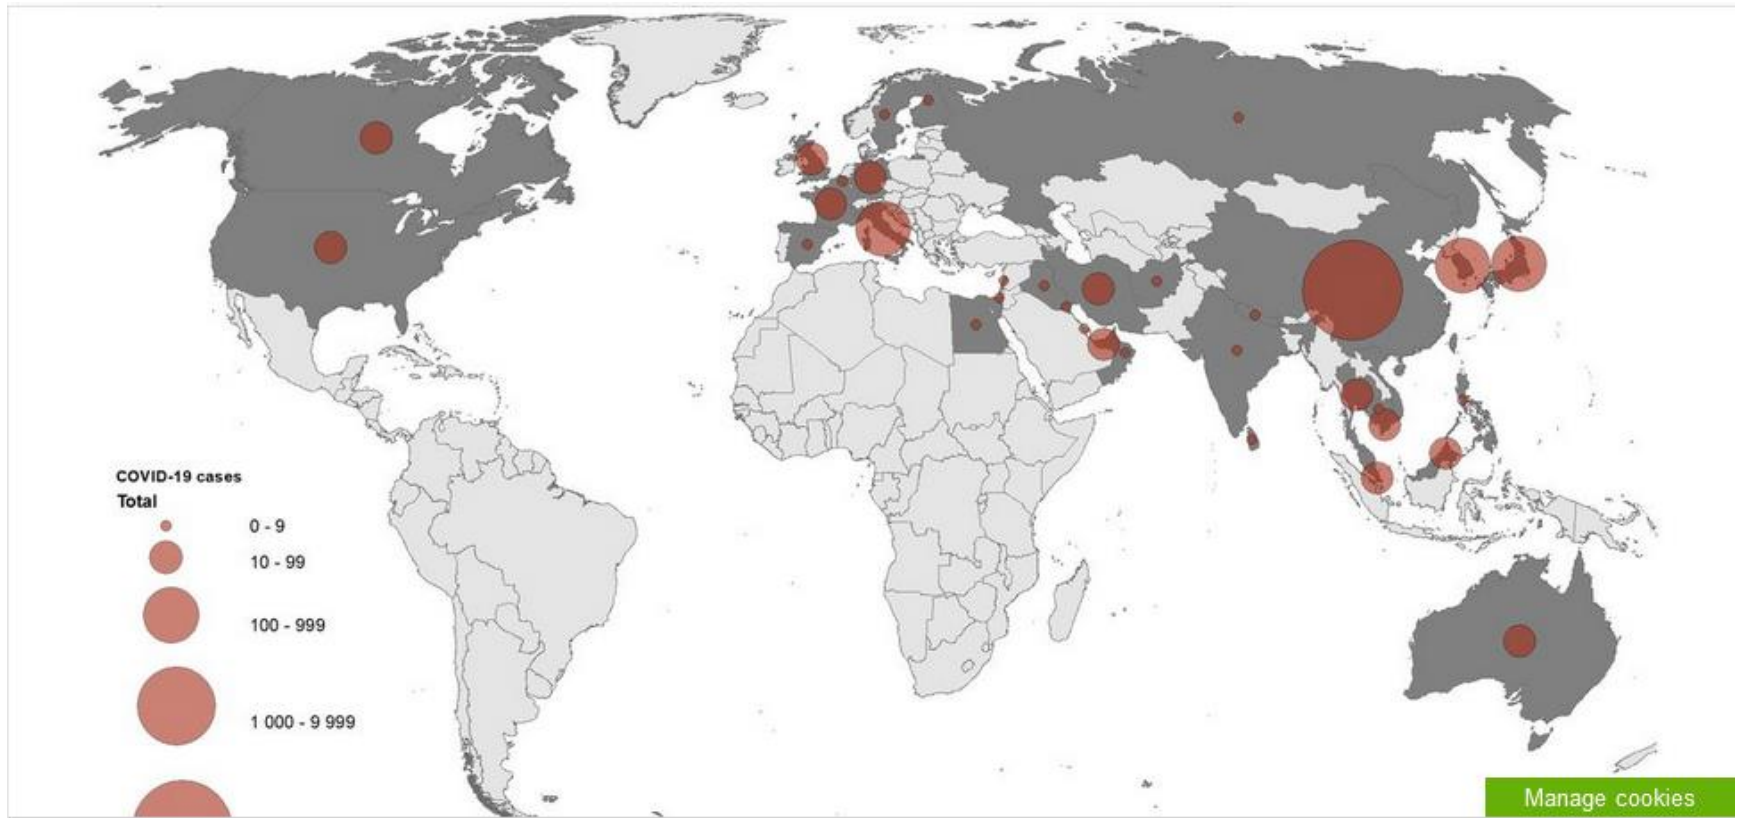 COVID-19 cases
Total
0 - 9
10 - 99
100 - 999
1 000 - 9 999
Manage cookies